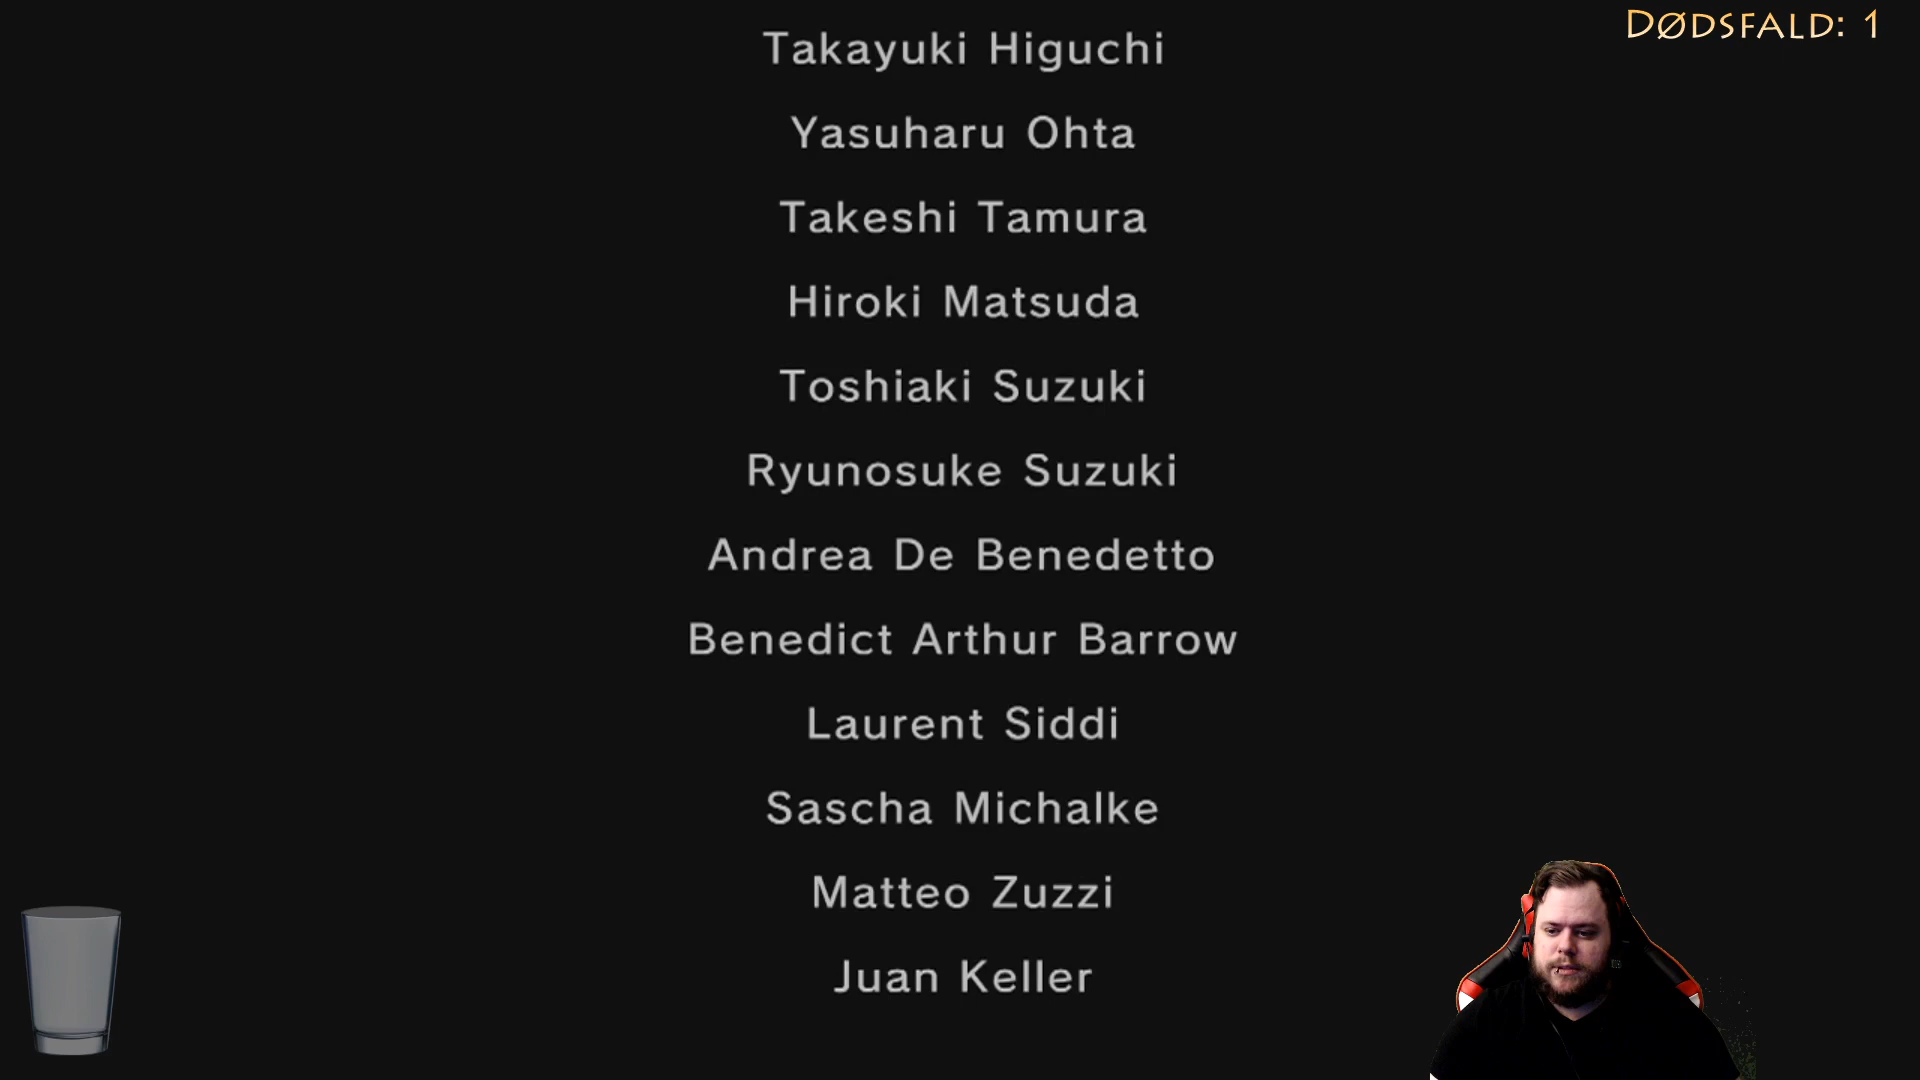 Dødsfald: 1
Takayuki Higuchi
Yasuharu Ohta
Takeshi Tamura
Hiroki Matsuda
Toshiaki Suzuki
Ryunosuke Suzuki
Andrea De Benedetto
Benedict Arthur Barrow
Laurent Siddi
Sascha Michalke
Matteo Zuzzi
Juan Keller